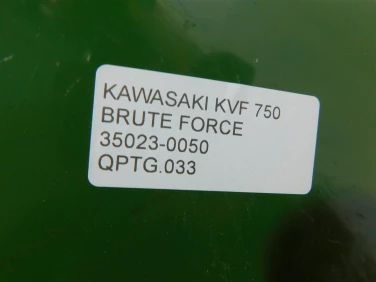 KAWASAKI KVF 750
BRUTE FORCE
35023-0050
QPTG.033